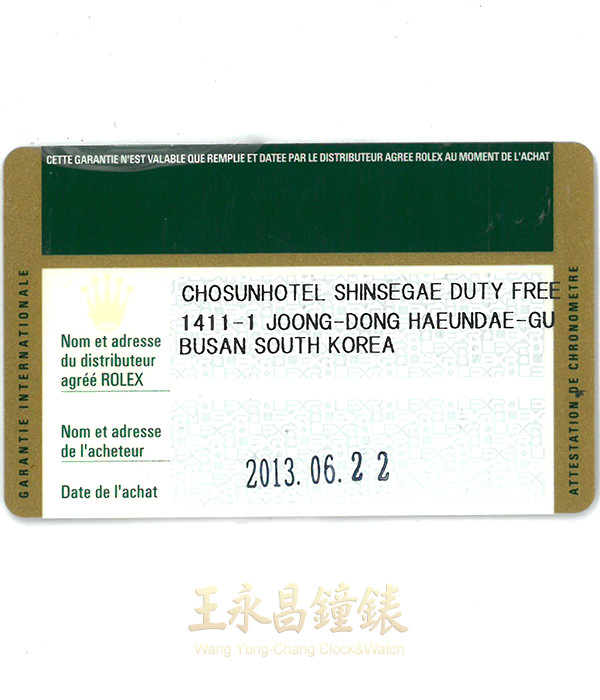 CETTE GARANTIE N'EST VALABLE QUE REMPLIE ET DATEE PAR LE DISTRIBUTEUR AGREE ROLEX AU MOMENT DE L'ACHAT
GARANTIE INTERNATIONALE
CHOSUNHOTEL SHINSEGAE DUTY FREE
1411-1 JOONG-DONG HAEUNDAE-GU
BUSAN SOUTH KOREA
Nom et adresse
du distributeur
agréé ROLEX
Nom et adresse
de l'acheteur
Date de l'achat
2013.06.22
ATTESTATION DE CHRONOMETRE
王永昌鐘錶
Wang Yung-Chang Clock&Watch